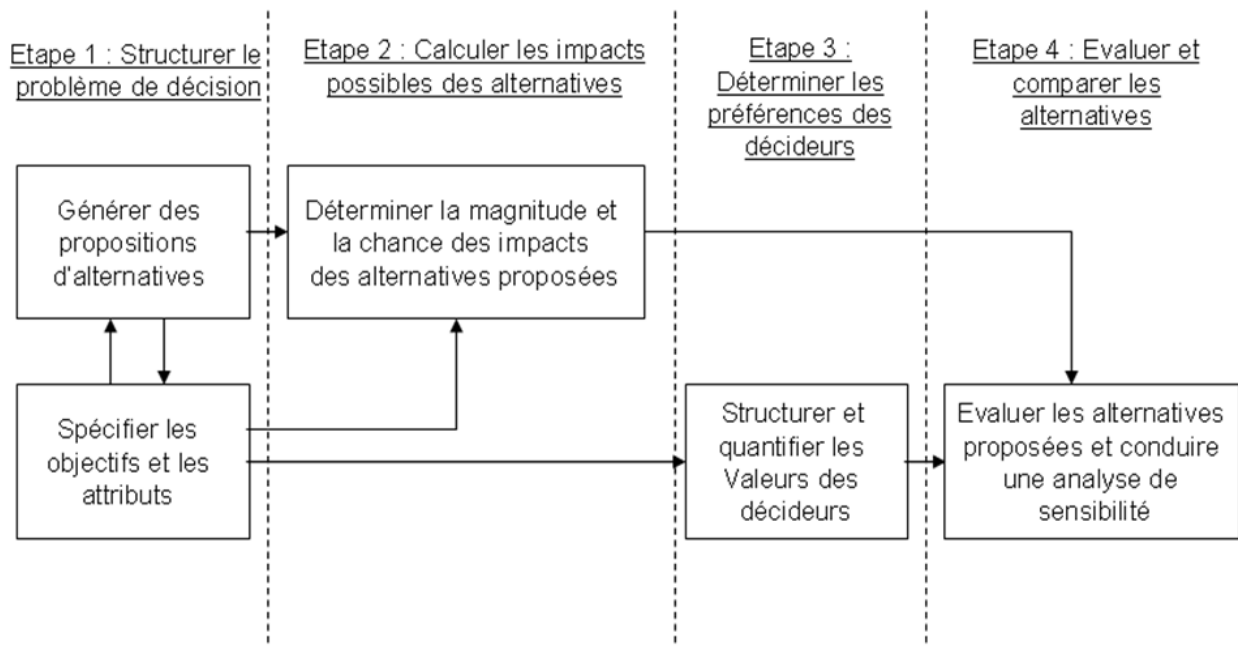 Etape 1 : Structurer le
problème de décision
Etape 2 : Calculer les impacts
possibles des alternatives
Etape 3 :
Déterminer les
préférences des
décideurs
Etape 4 : Evaluer et
comparer les
alternatives
Générer des
propositions
d'alternatives
Déterminer la magnitude et
la chance des impacts
des alternatives proposées
Spécifier les
objectifs et les
attributs
Structurer et
quantifier les
Valeurs des
décideurs
Evaluer les alternatives
proposées et conduire
une analyse de
sensibilité